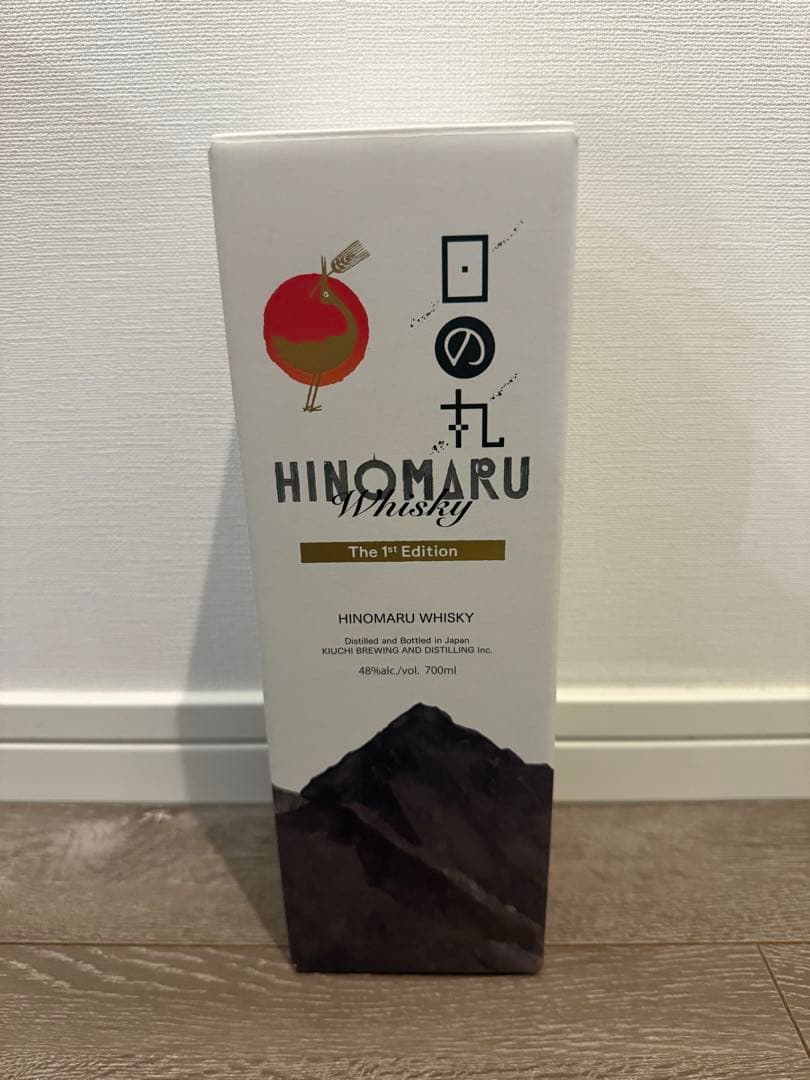 日の丸
HINOMARU
Whisky
The 1st Edition
HINOMARU WHISKY
Distilled and Bottled in Japan
KIUCHI BREWING AND DISTILLING Inc.
48%alc./vol. 700ml